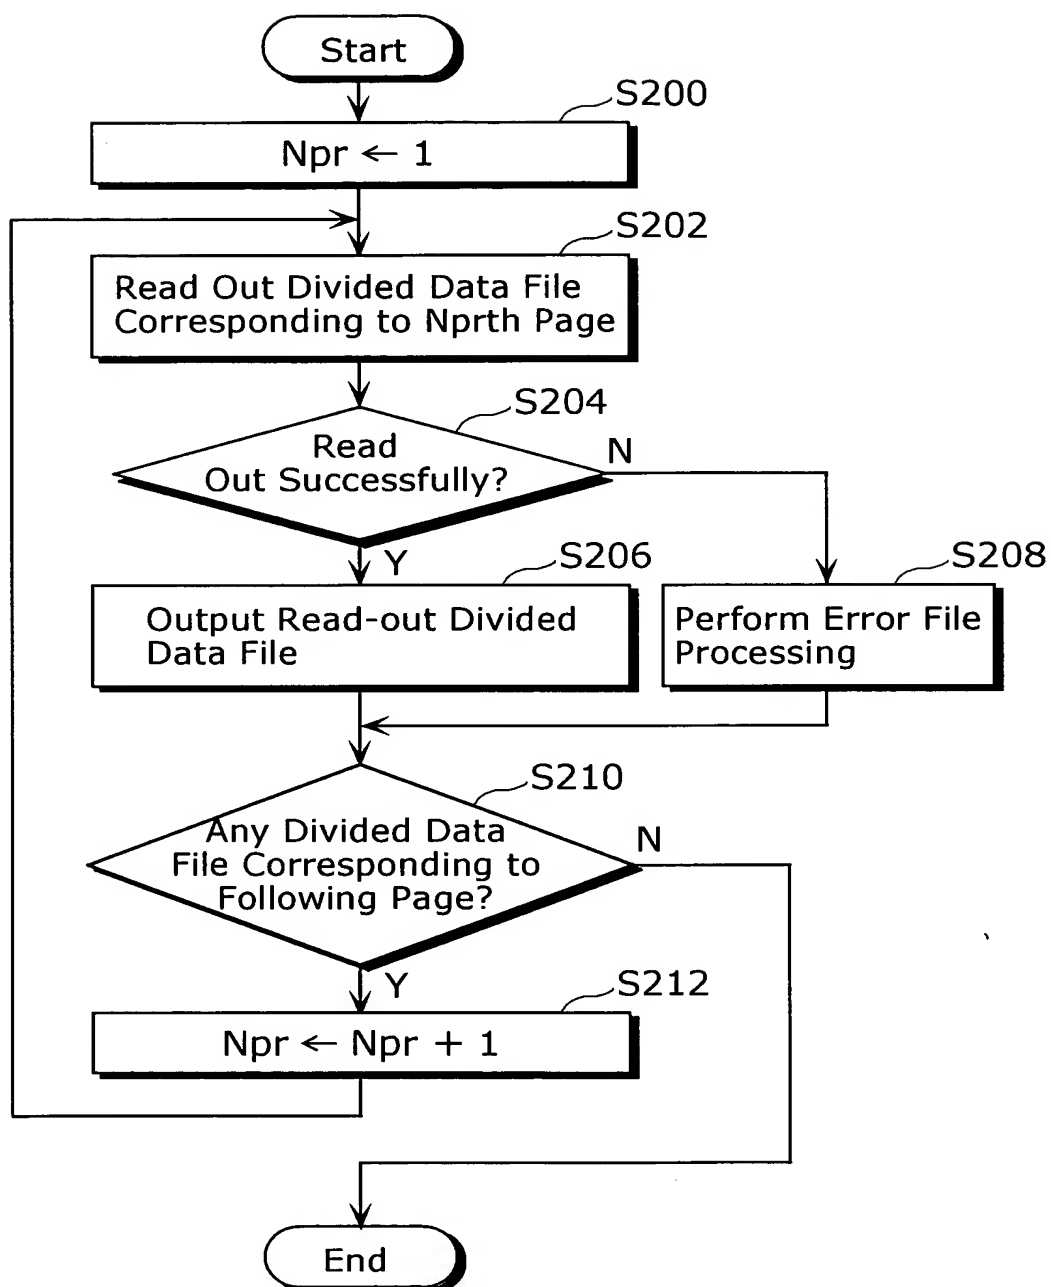 Start
S200
Npr ← 1
S202
Read Out Divided Data File
Corresponding to Nprth Page
S204
Read
Out Successfully?
N
Y
S206
S208
Output Read-out Divided
Data File
Perform Error File
Processing
S210
Any Divided Data
File Corresponding to
Following Page?
N
Y
S212
Npr ← Npr + 1
End